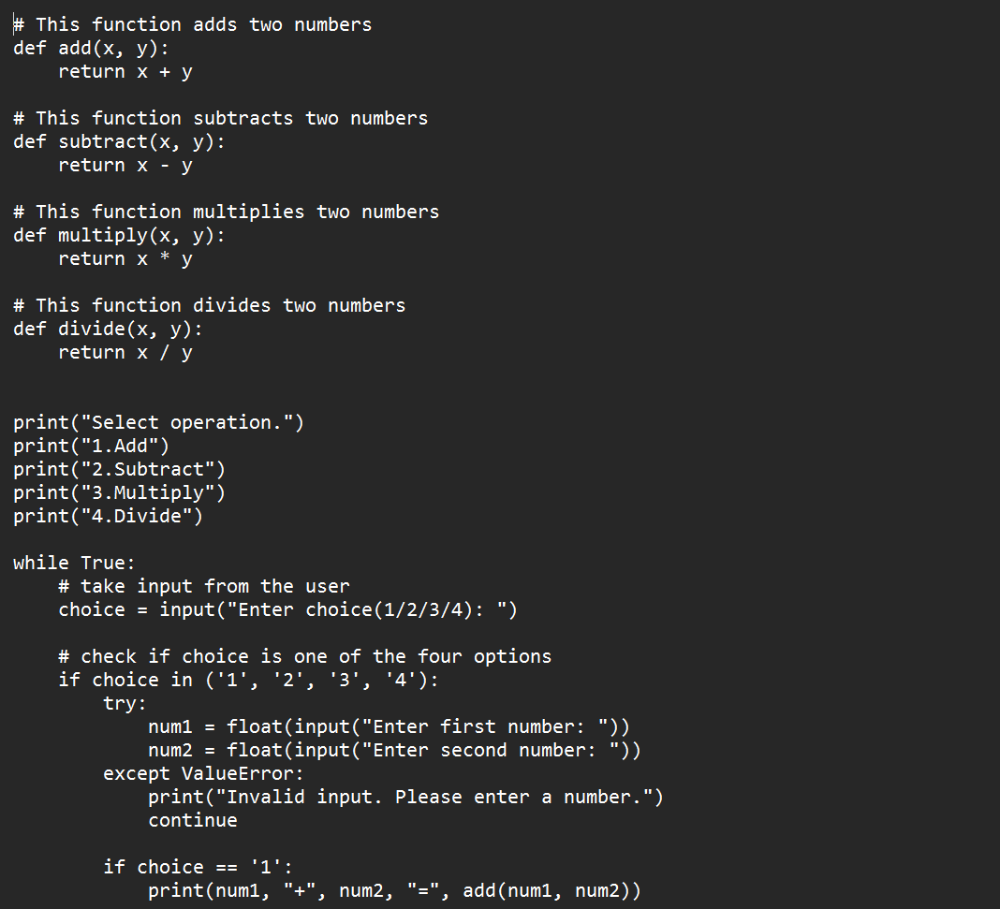 # This function adds two numbers
def add(x, y):
    return x + y

# This function subtracts two numbers
def subtract(x, y):
    return x - y

# This function multiplies two numbers
def multiply(x, y):
    return x * y

# This function divides two numbers
def divide(x, y):
    return x / y


print("Select operation.")
print("1.Add")
print("2.Subtract")
print("3.Multiply")
print("4.Divide")

while True:
    # take input from the user
    choice = input("Enter choice(1/2/3/4): ")

    # check if choice is one of the four options
    if choice in ('1', '2', '3', '4'):
        try:
            num1 = float(input("Enter first number: "))
            num2 = float(input("Enter second number: "))
        except ValueError:
            print("Invalid input. Please enter a number.")
            continue

        if choice == '1':
            print(num1, "+", num2, "=", add(num1, num2))